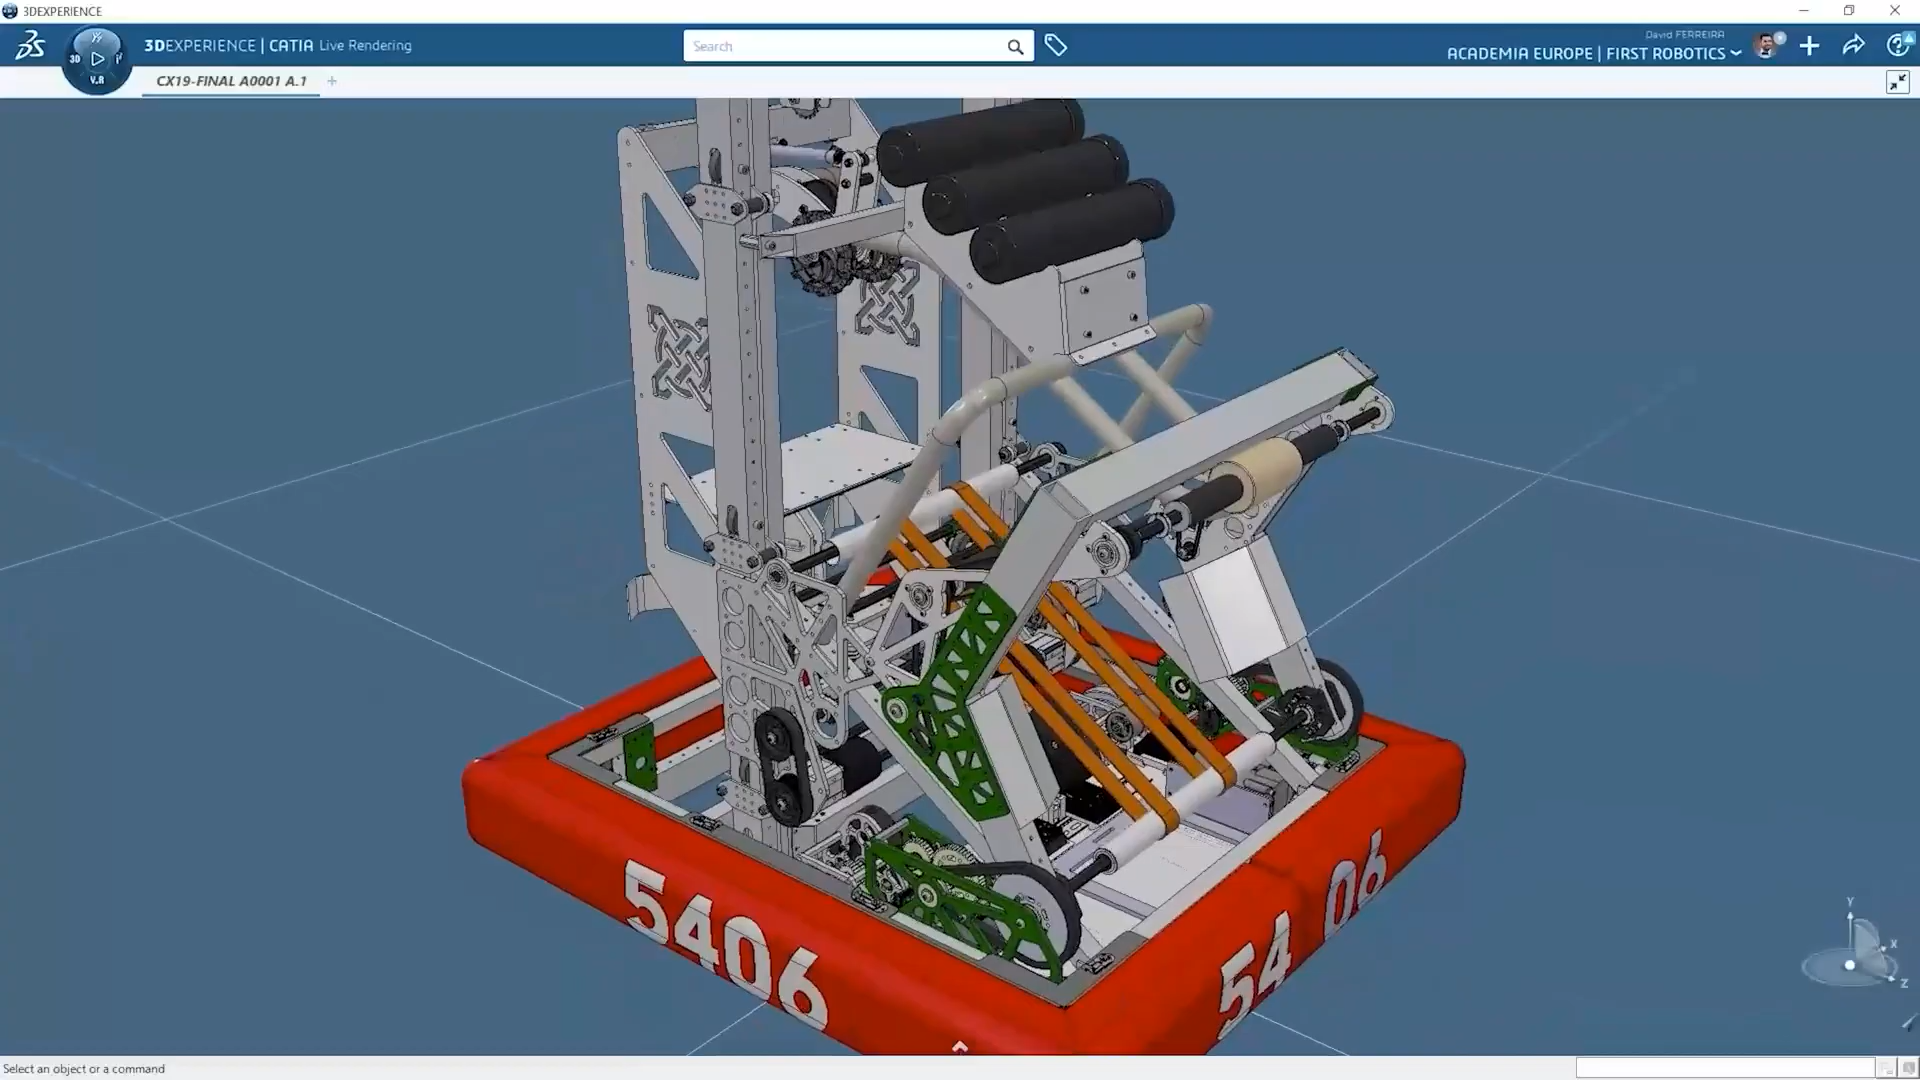 3DEXPERIENCE
3DEXPERIENCE | CATIA Live Rendering
3D
V.R
Search
David FERREIRA
ACADEMIA EUROPE | FIRST ROBOTICS
CX19-FINAL A0001 A.1
5406
54 06
Y
X
Z
Select an object or a command